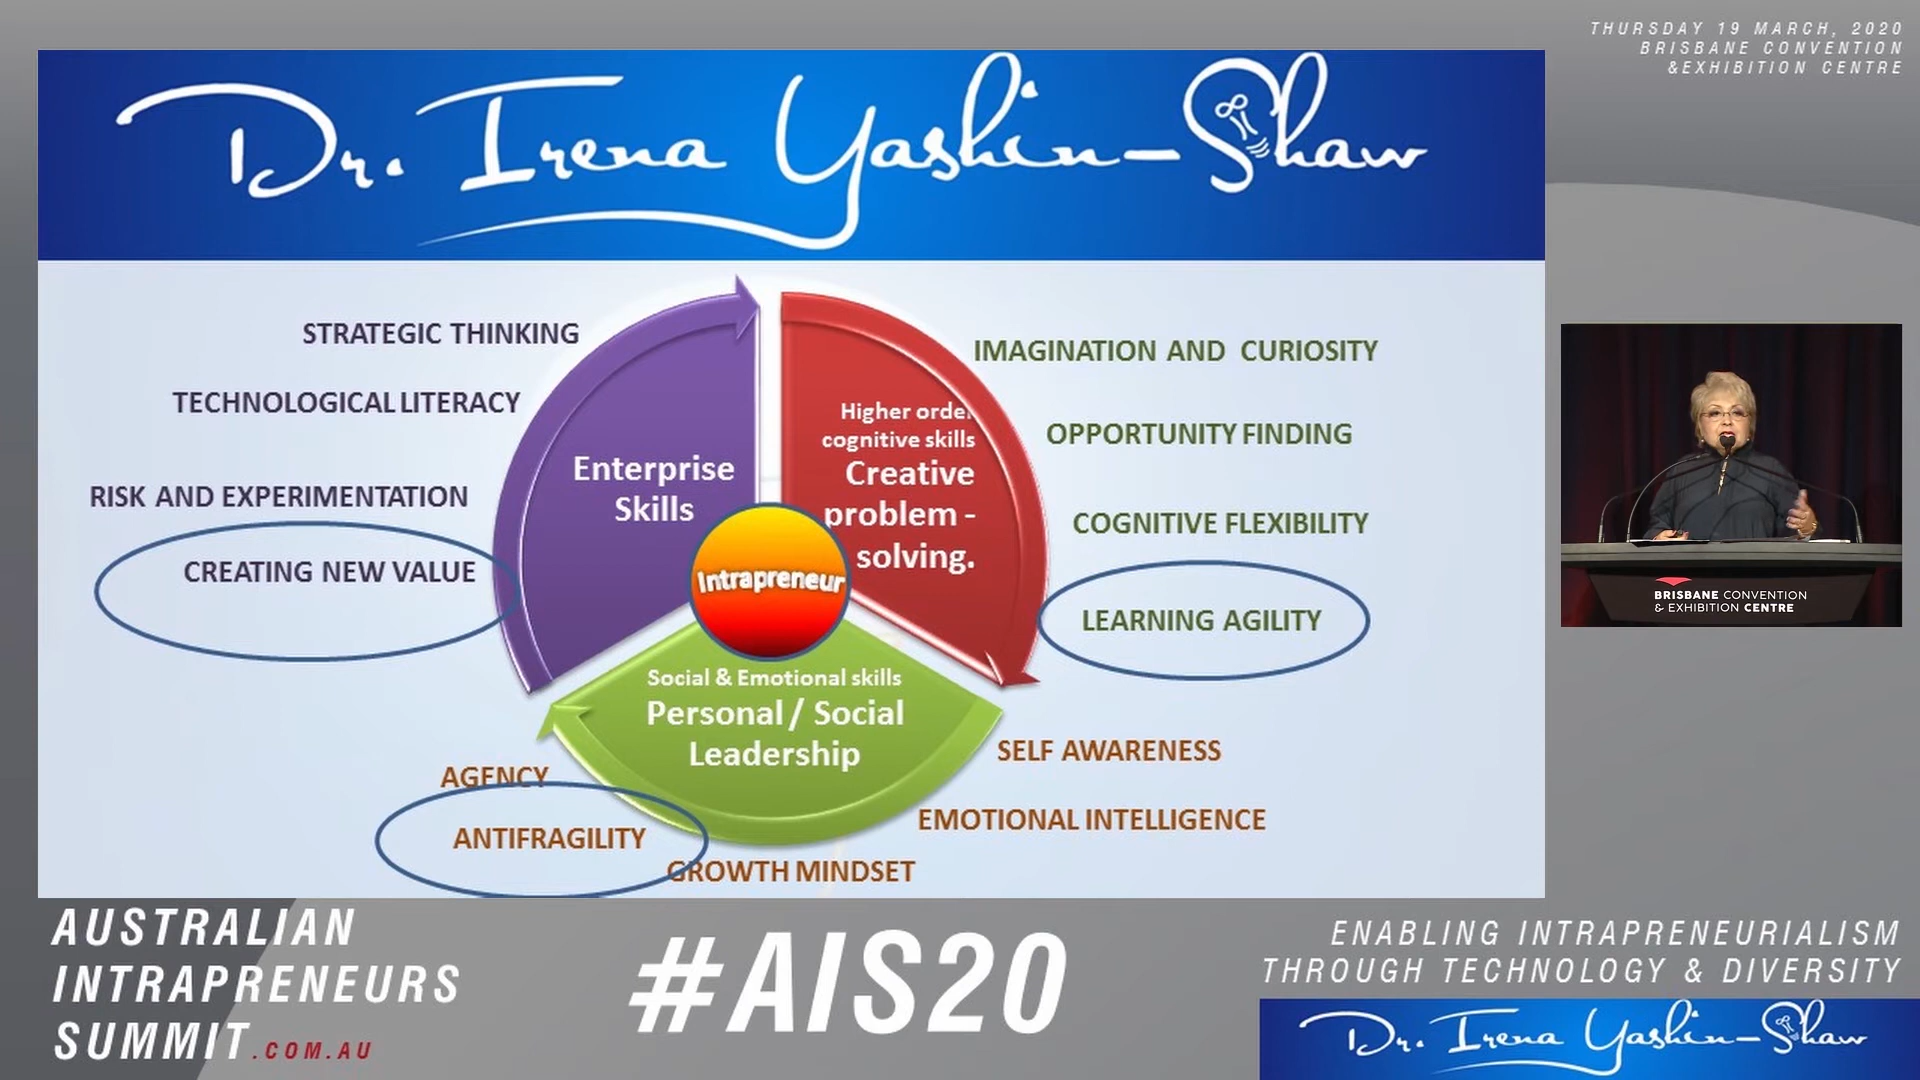 THURSDAY 19 MARCH, 2020
BRISBANE CONVENTION
&EXHIBITION CENTRE
Dr. Irena Yashin-Shaw
STRATEGIC THINKING
TECHNOLOGICAL LITERACY
RISK AND EXPERIMENTATION
CREATING NEW VALUE
Enterprise
Skills
Higher order
cognitive skills
Creative
problem -
solving.
Intrapreneur
IMAGINATION AND CURIOSITY
OPPORTUNITY FINDING
COGNITIVE FLEXIBILITY
LEARNING AGILITY
Social & Emotional skills
Personal / Social
Leadership
AGENCY
ANTIFRAGILITY
GROWTH MINDSET
SELF AWARENESS
EMOTIONAL INTELLIGENCE
BRISBANE CONVENTION
& EXHIBITION CENTRE
AUSTRALIAN
INTRAPRENEURS
SUMMIT.COM.AU
#AIS20
ENABLING INTRAPRENEURIALISM
THROUGH TECHNOLOGY & DIVERSITY
Dr. Irena Yashin-Shaw